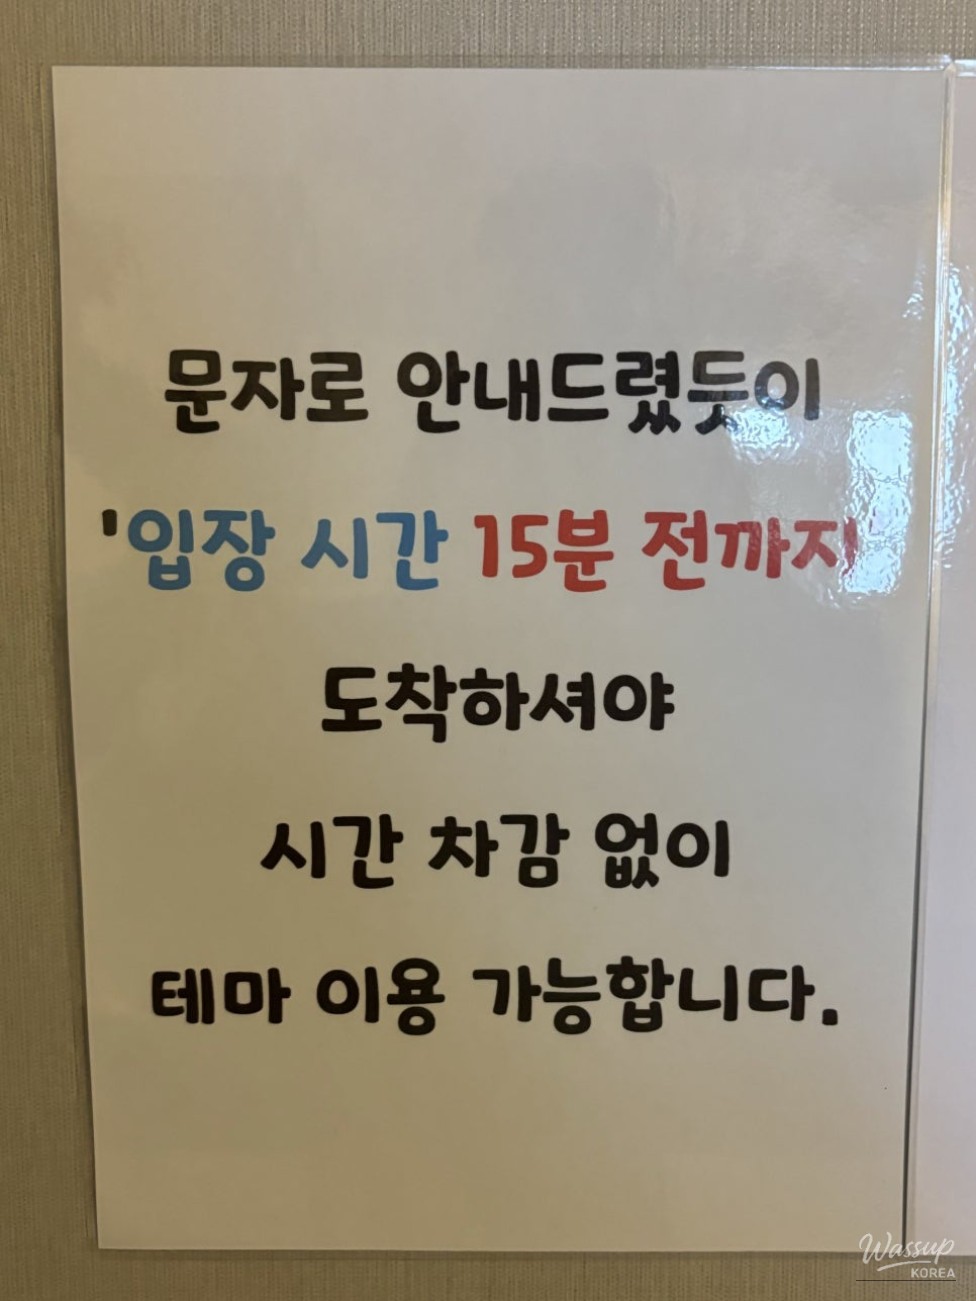 문자로 안내드렸듯이
'입장 시간 15분 전까지'
도착하셔야
시간 차감 없이
테마 이용 가능합니다.
Wassup
KOREA